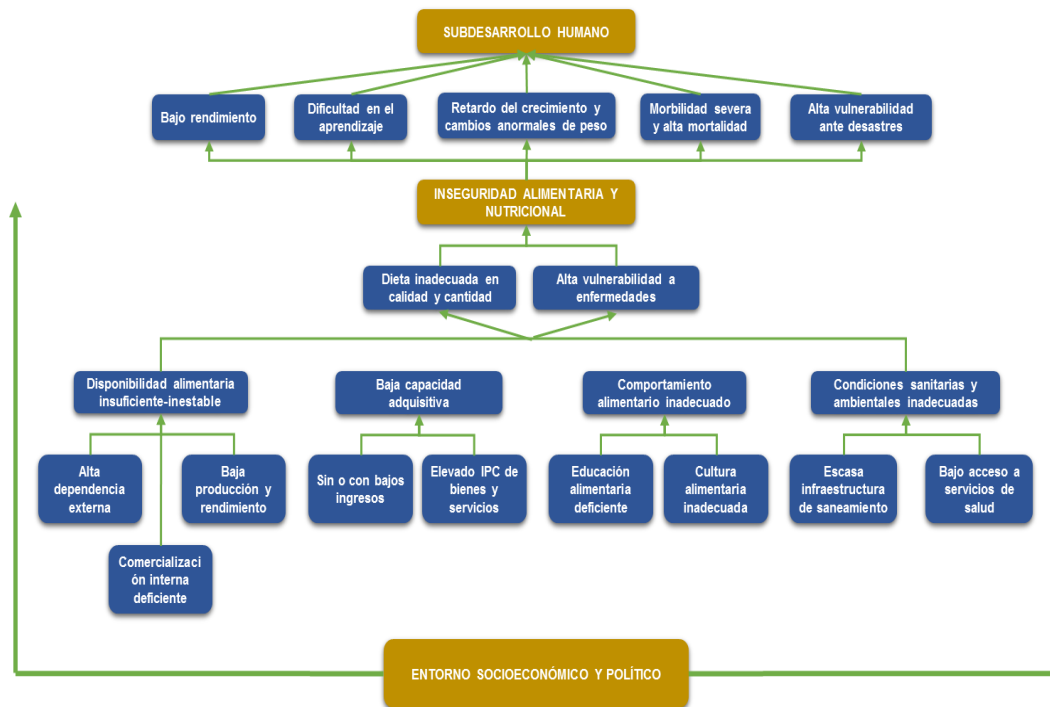 SUBDESARROLLO HUMANO
Bajo rendimiento
Dificultad en el
aprendizaje
Retardo del crecimiento y
cambios anormales de peso
Morbilidad severa
y alta mortalidad
Alta vulnerabilidad
ante desastres
INSEGURIDAD ALIMENTARIA Y
NUTRICIONAL
Dieta inadecuada en
calidad y cantidad
Alta vulnerabilidad a
enfermedades
Disponibilidad alimentaria
insuficiente-inestable
Baja capacidad
adquisitiva
Comportamiento
alimentario inadecuado
Condiciones sanitarias y
ambientales inadecuadas
Alta
dependencia
externa
Baja
producción y
rendimiento
Sin o con bajos
ingresos
Elevado IPC de
bienes y
servicios
Educación
alimentaria
deficiente
Cultura
alimentaria
inadecuada
Escasa
infraestructura
de saneamiento
Bajo acceso a
servicios de
salud
Comercializaci
ón interna
deficiente
ENTORNO SOCIOECONÓMICO Y POLÍTICO